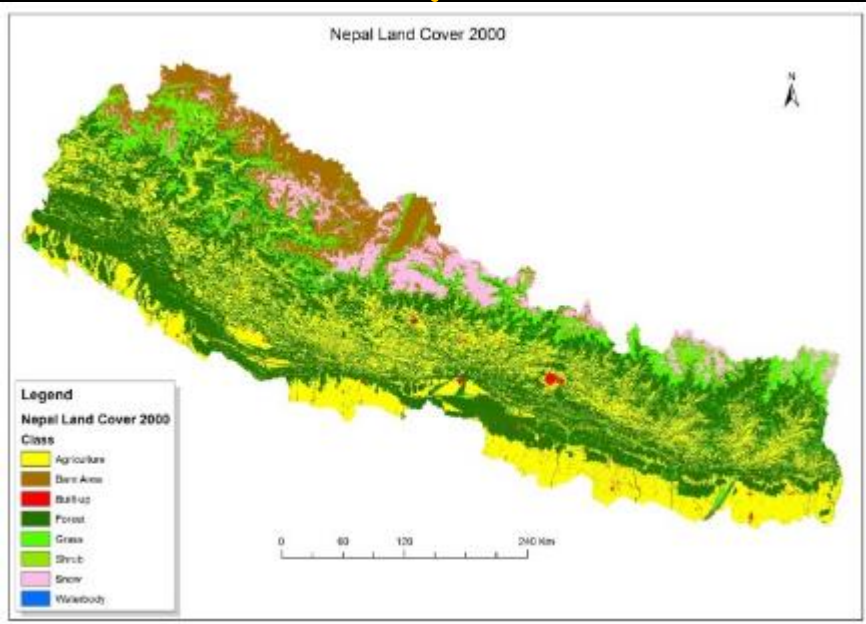 Nepal Land Cover 2000
N
Legend
Nepal Land Cover 2000
Class
Agriculture
Bare Area
Built-up
Forest
Grass
Shrub
Snow
Waterbody
0 60 120 240 Km